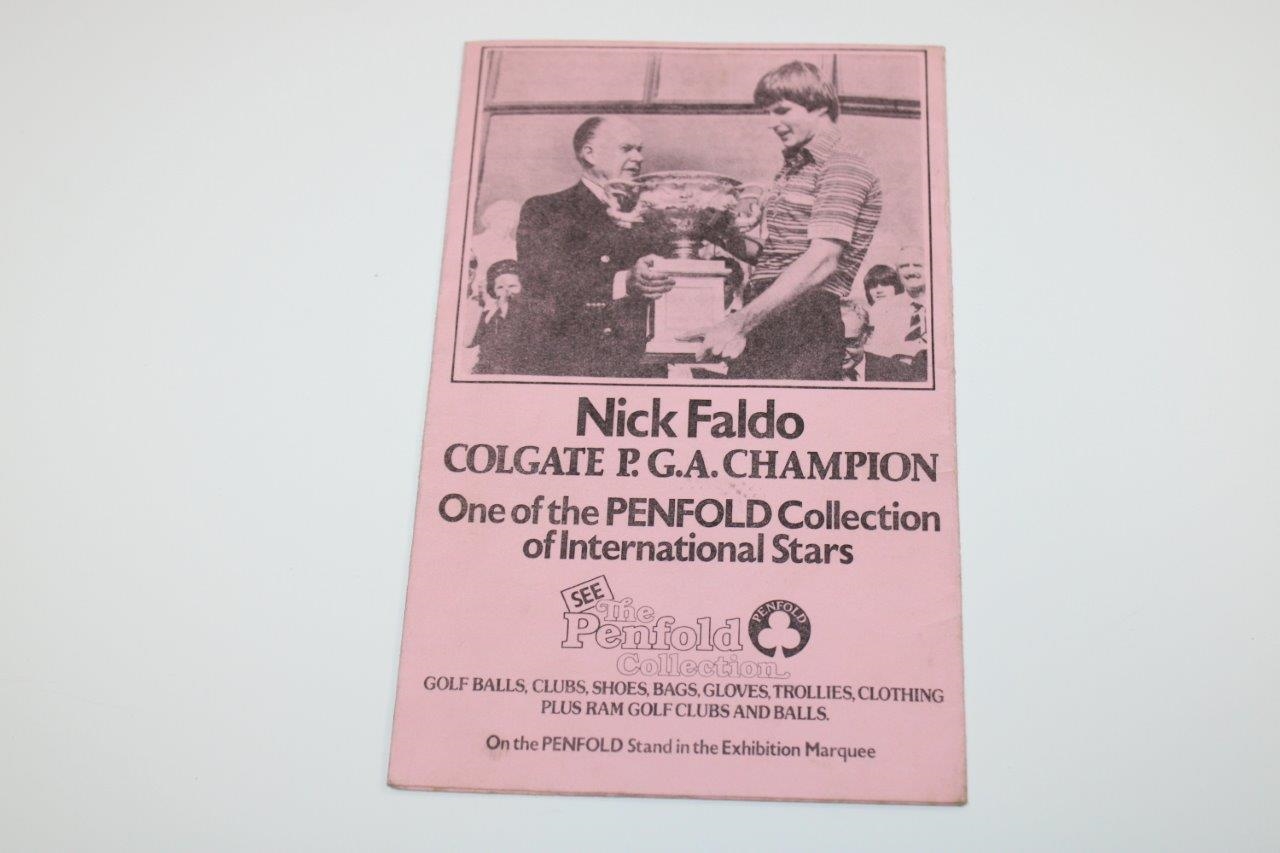 Nick Faldo
COLGATE P.G.A. CHAMPION
One of the PENFOLD Collection
of International Stars
SEE
The
Penfold
Collection
PENFOLD
GOLF BALLS, CLUBS, SHOES, BAGS, GLOVES, TROLLIES, CLOTHING
PLUS RAM GOLF CLUBS AND BALLS.
On the PENFOLD Stand in the Exhibition Marquee